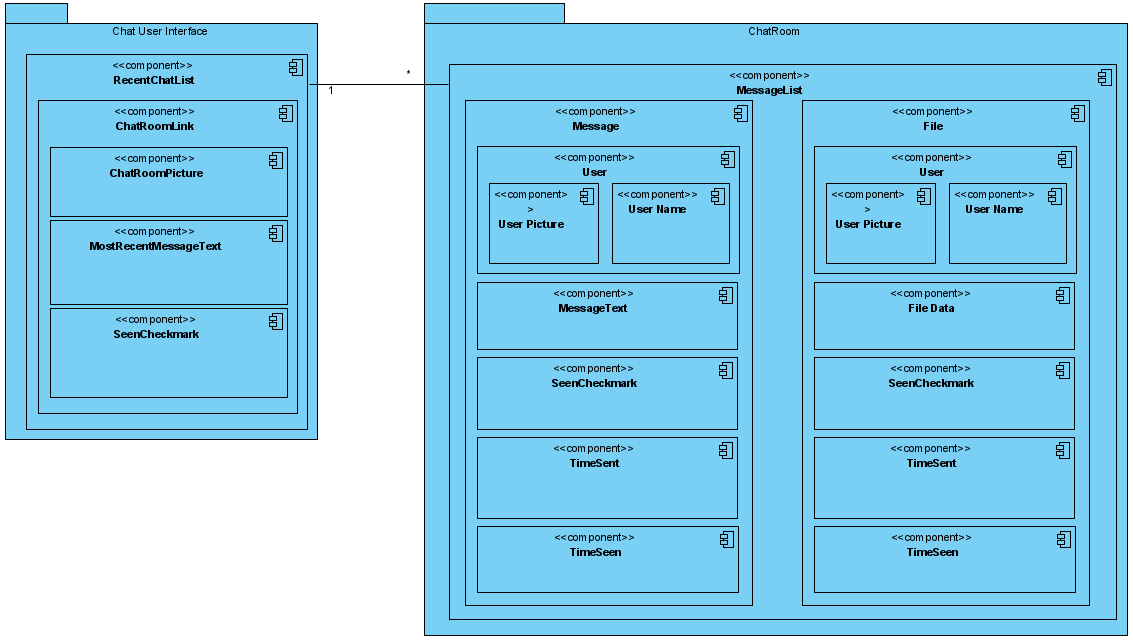 Chat User Interface
<<component>>
RecentChatList
<<component>>
ChatRoomLink
<<component>>
ChatRoomPicture
<<component>>
MostRecentMessageText
<<component>>
SeenCheckmark
1
*
ChatRoom
<<component>>
MessageList
<<component>>
Message
<<component>>
User
<<component>
>
User Picture
<<component>>
User Name
<<component>>
MessageText
<<component>>
SeenCheckmark
<<component>>
TimeSent
<<component>>
TimeSeen
<<component>>
File
<<component>>
User
<<component>
>
User Picture
<<component>>
User Name
<<component>>
File Data
<<component>>
SeenCheckmark
<<component>>
TimeSent
<<component>>
TimeSeen